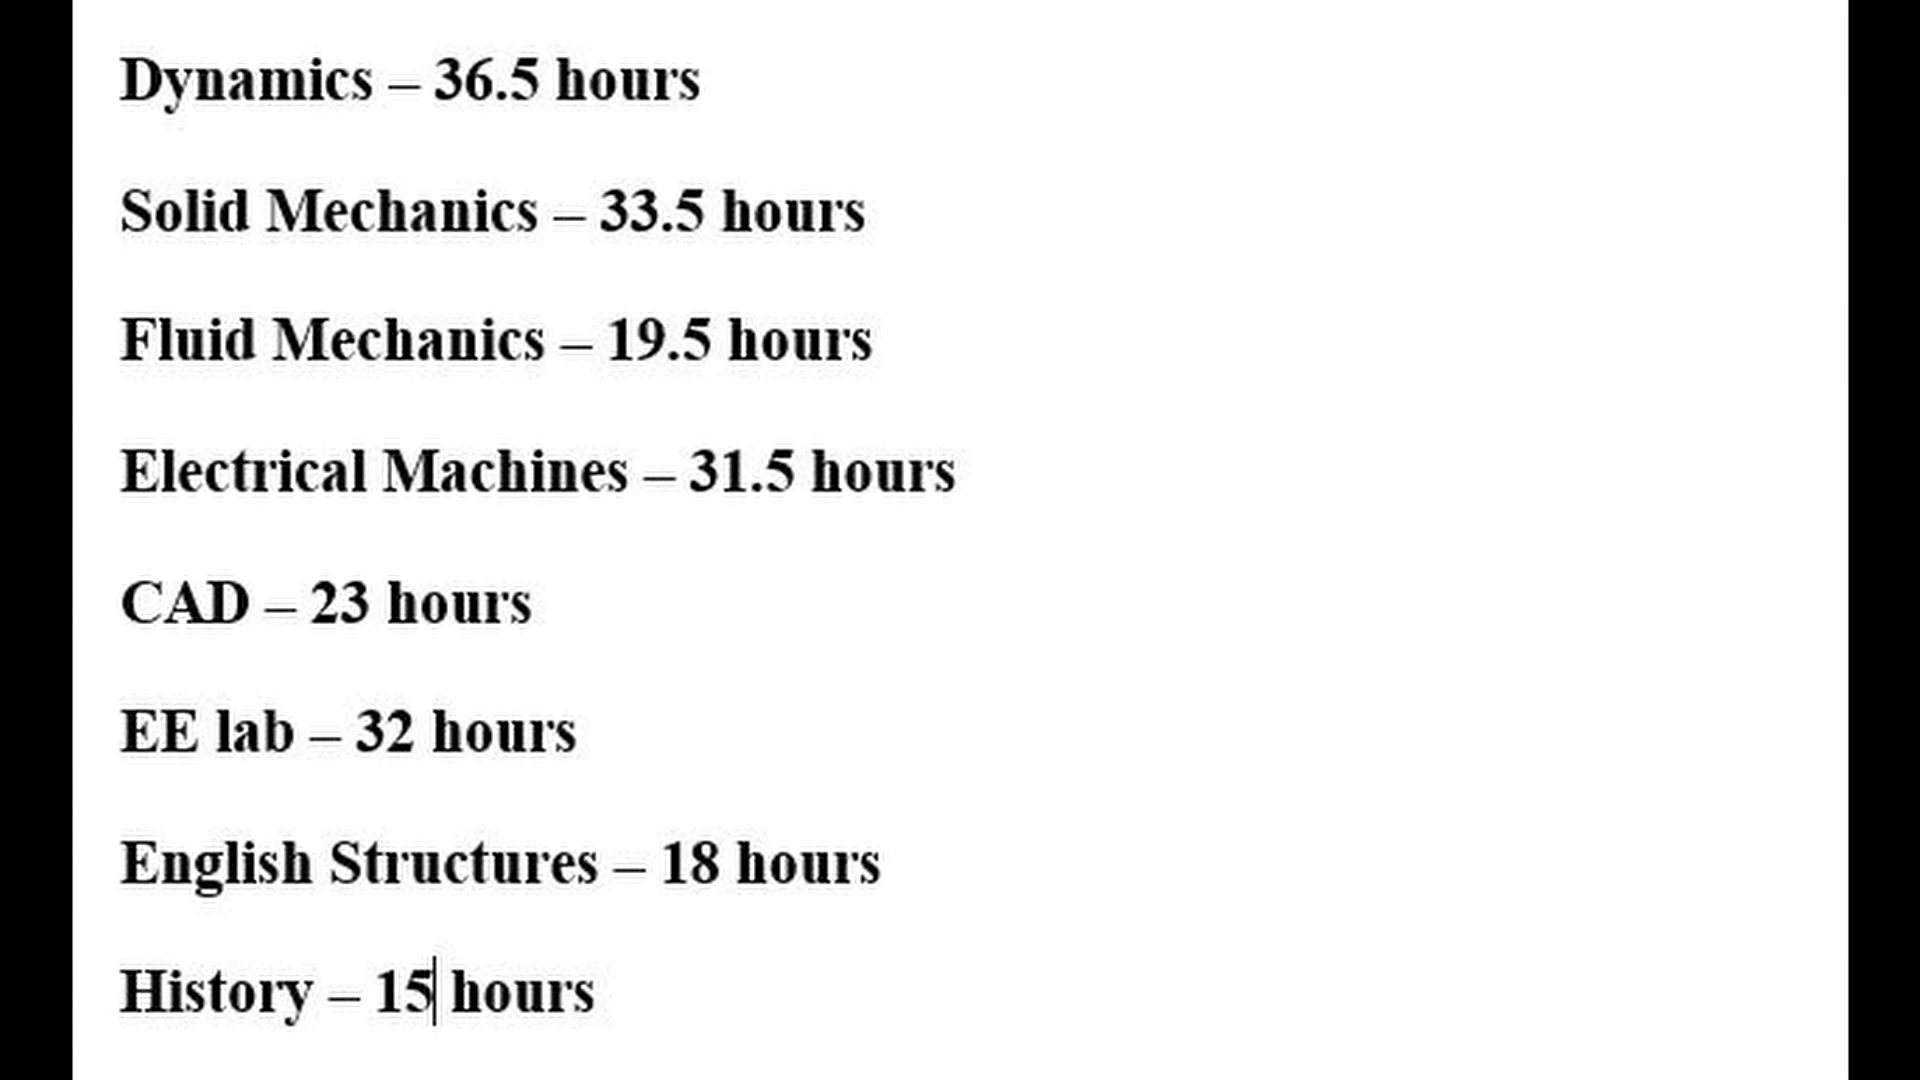 Dynamics – 36.5 hours
Solid Mechanics – 33.5 hours
Fluid Mechanics – 19.5 hours
Electrical Machines – 31.5 hours
CAD – 23 hours
EE lab – 32 hours
English Structures – 18 hours
History – 15 hours